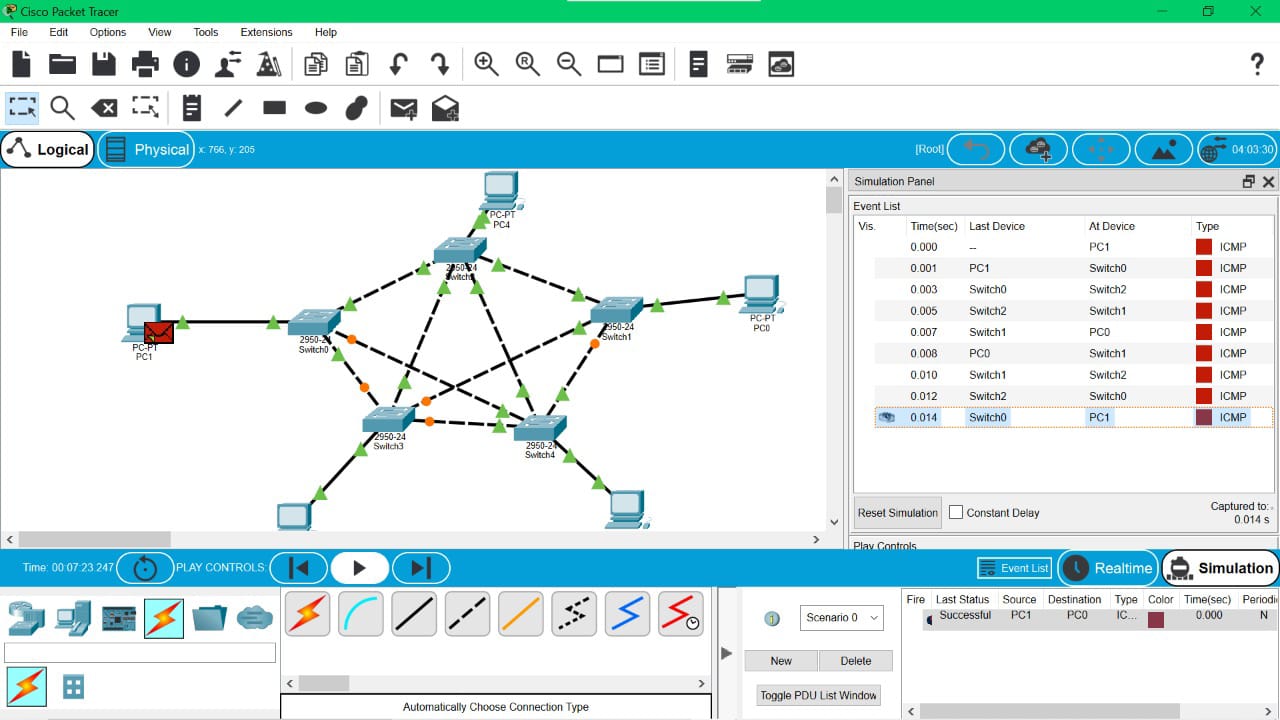 Cisco Packet Tracer
File Edit Options View Tools Extensions Help
Logical Physical x: 766, y: 205 [Root] 04:03:30
PC-PT
PC4
2950-24
PC-PT
PC0
2950-24
Switch1
PC-PT
PC1
2950-24
Switch0
2950-24
Switch3
2950-24
Switch4
Simulation Panel
Event List
Vis. Time(sec) Last Device At Device Type
0.000 -- PC1 ICMP
0.001 PC1 Switch0 ICMP
0.003 Switch0 Switch2 ICMP
0.005 Switch2 Switch1 ICMP
0.007 Switch1 PC0 ICMP
0.008 PC0 Switch1 ICMP
0.010 Switch1 Switch2 ICMP
0.012 Switch2 Switch0 ICMP
0.014 Switch0 PC1 ICMP
Reset Simulation Constant Delay Captured to:
0.014 s
Play Controls
Time: 00:07:23.247 PLAY CONTROLS: Event List Realtime Simulation
Scenario 0
New Delete
Toggle PDU List Window
Fire Last Status Source Destination Type Color Time(sec) Periodi
Successful PC1 PC0 IC... 0.000 N
Automatically Choose Connection Type